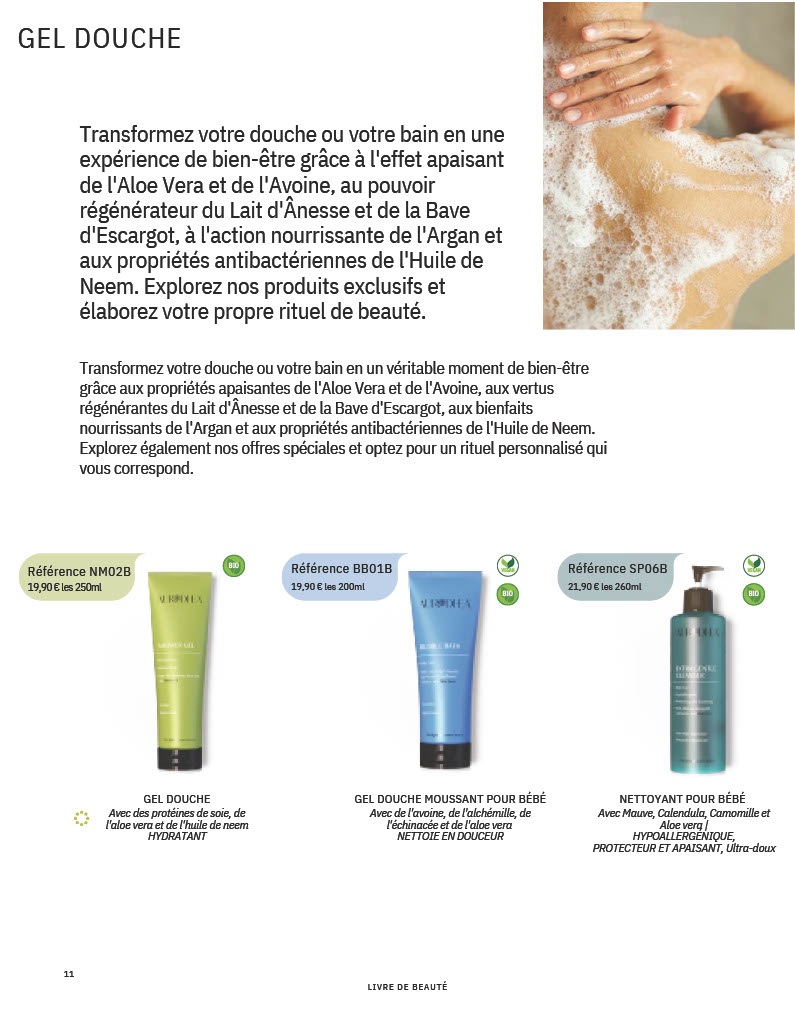 GEL DOUCHE
Transformez votre douche ou votre bain en une
expérience de bien-être grâce à l'effet apaisant
de l'Aloe Vera et de l'Avoine, au pouvoir
régénérateur du Lait d'Ânesse et de la Bave
d'Escargot, à l'action nourrissante de l'Argan et
aux propriétés antibactériennes de l'Huile de
Neem. Explorez nos produits exclusifs et
élaborez votre propre rituel de beauté.
Transformez votre douche ou votre bain en un véritable moment de bien-être
grâce aux propriétés apaisantes de l'Aloe Vera et de l'Avoine, aux vertus
régénérantes du Lait d'Ânesse et de la Bave d'Escargot, aux bienfaits
nourrissants de l'Argan et aux propriétés antibactériennes de l'Huile de Neem.
Explorez également nos offres spéciales et optez pour un rituel personnalisé qui
vous correspond.
Référence NM02B
19,90 € les 250ml
BIO
SHOWER GEL
GEL DOUCHE
Avec des protéines de soie, de
l'aloe vera et de l'huile de neem
HYDRATANT
Référence BB01B
19,90 € les 200ml
VEGAN
BIO
BUBBLE BATH
GEL DOUCHE MOUSSANT POUR BÉBÉ
Avec de l'avoine, de l'alchémille, de
l'échinacée et de l'aloe vera
NETTOIE EN DOUCEUR
Référence SP06B
21,90 € les 260ml
VEGAN
BIO
EXTRA GENTLE
CLEANSER
NETTOYANT POUR BÉBÉ
Avec Mauve, Calendula, Camomille et
Aloe vera |
HYPOALLERGÉNIQUE,
PROTECTEUR ET APAISANT, Ultra-doux
11
LIVRE DE BEAUTÉ